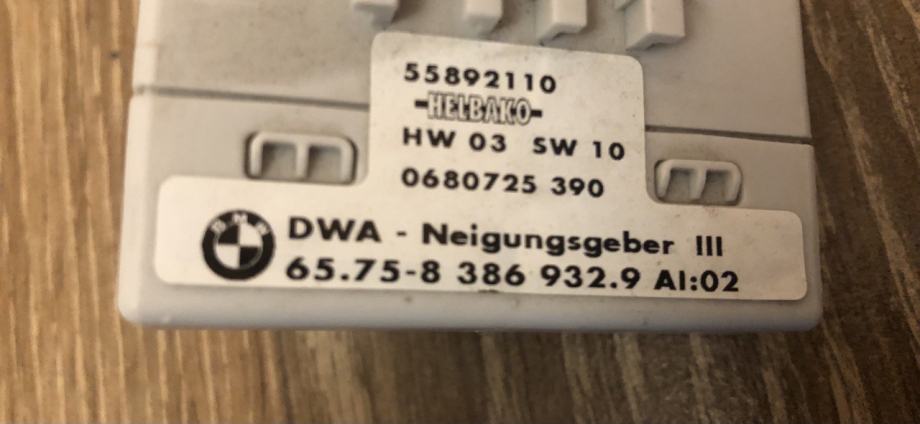 55892110
HELBAKO
HW 03 SW 10
0680725 390
BMW
DWA - Neigungsgeber III
65.75-8 386 932.9 AI:02